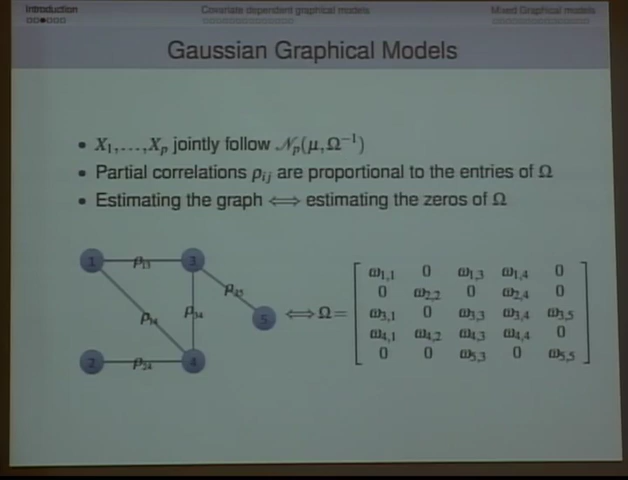 Introduction Covariate dependent graphical models Mixed Graphical models
Gaussian Graphical Models
• X₁,...,Xₚ jointly follow 𝒩ₚ(μ,Ω⁻¹)
• Partial correlations ρᵢⱼ are proportional to the entries of Ω
• Estimating the graph ⟺ estimating the zeros of Ω
1 ρ₁₃ 3
ρ₁₄ ρ₃₄ ρ₃₅ 5
2 ρ₂₄ 4
⟺ Ω =
ω₁,₁ 0 ω₁,₃ ω₁,₄ 0
0 ω₂,₂ 0 ω₂,₄ 0
ω₃,₁ 0 ω₃,₃ ω₃,₄ ω₃,₅
ω₄,₁ ω₄,₂ ω₄,₃ ω₄,₄ 0
0 0 ω₅,₃ 0 ω₅,₅